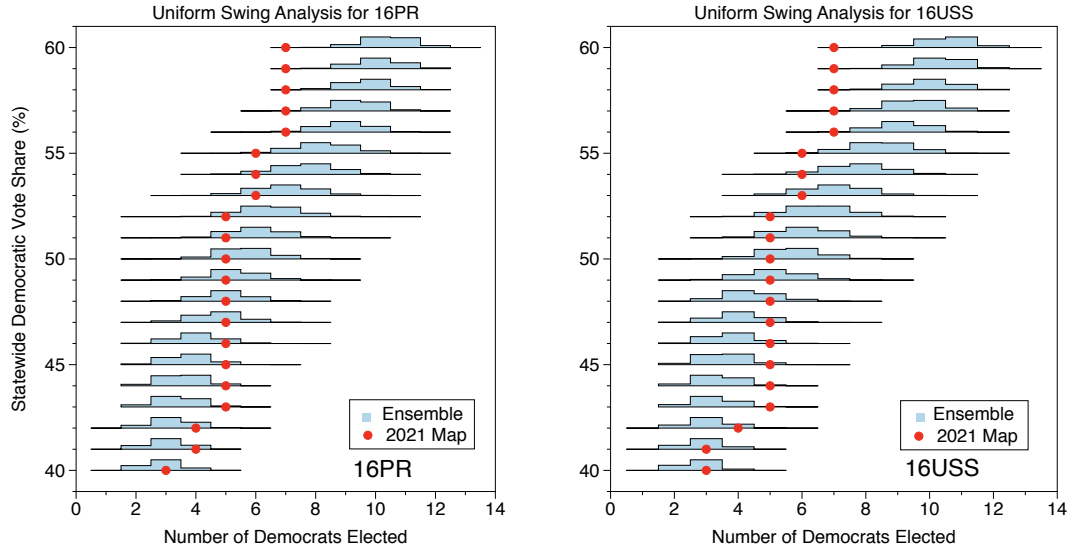 Uniform Swing Analysis for 16PR
Statewide Democratic Vote Share (%)
60
55
50
45
40
Ensemble
2021 Map
16PR
0 2 4 6 8 10 12 14
Number of Democrats Elected
Uniform Swing Analysis for 16USS
60
55
50
45
40
Ensemble
2021 Map
16USS
0 2 4 6 8 10 12 14
Number of Democrats Elected